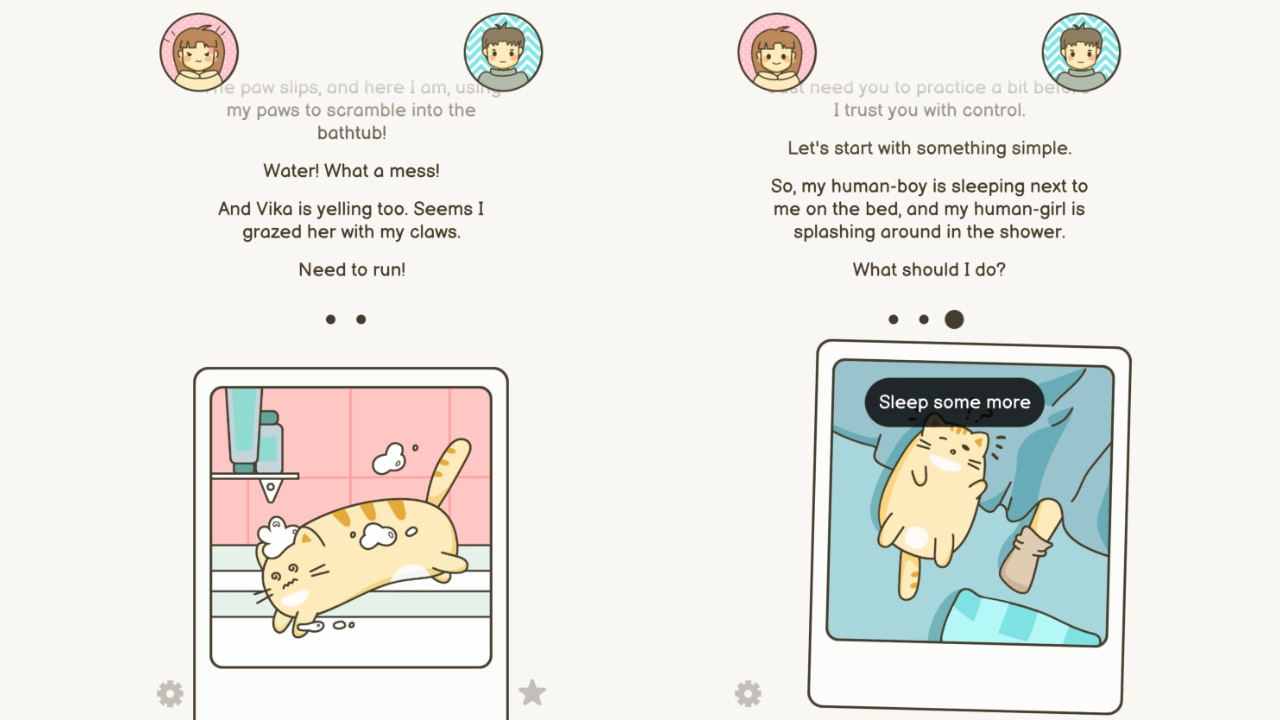 he paw slips, and here I am, using
my paws to scramble into the
bathtub!
Water! What a mess!
And Vika is yelling too. Seems I
grazed her with my claws.
Need to run!
need you to practice a bit before
I trust you with control.
Let's start with something simple.
So, my human-boy is sleeping next to
me on the bed, and my human-girl is
splashing around in the shower.
What should I do?
Sleep some more